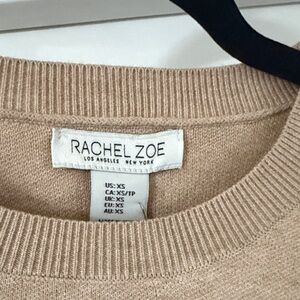 RACHEL ZOE
LOS ANGELES NEW YORK
US: XS
CA: XS/TP
UK: XS
EU: XS
AU: XS